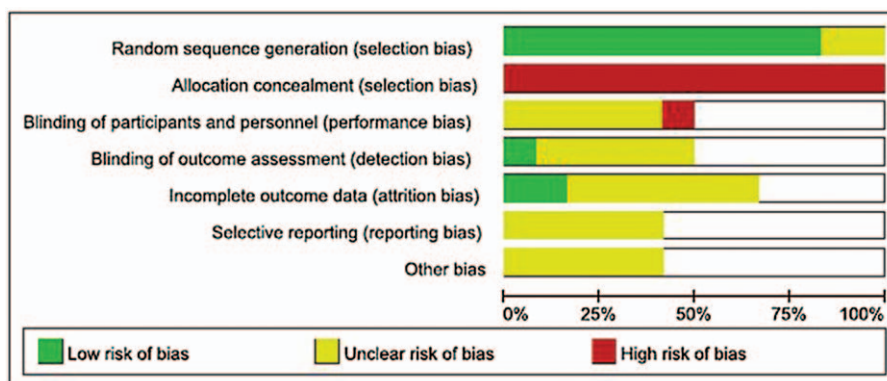 Random sequence generation (selection bias)
Allocation concealment (selection bias)
Blinding of participants and personnel (performance bias)
Blinding of outcome assessment (detection bias)
Incomplete outcome data (attrition bias)
Selective reporting (reporting bias)
Other bias
0% 25% 50% 75% 100%
Low risk of bias Unclear risk of bias High risk of bias